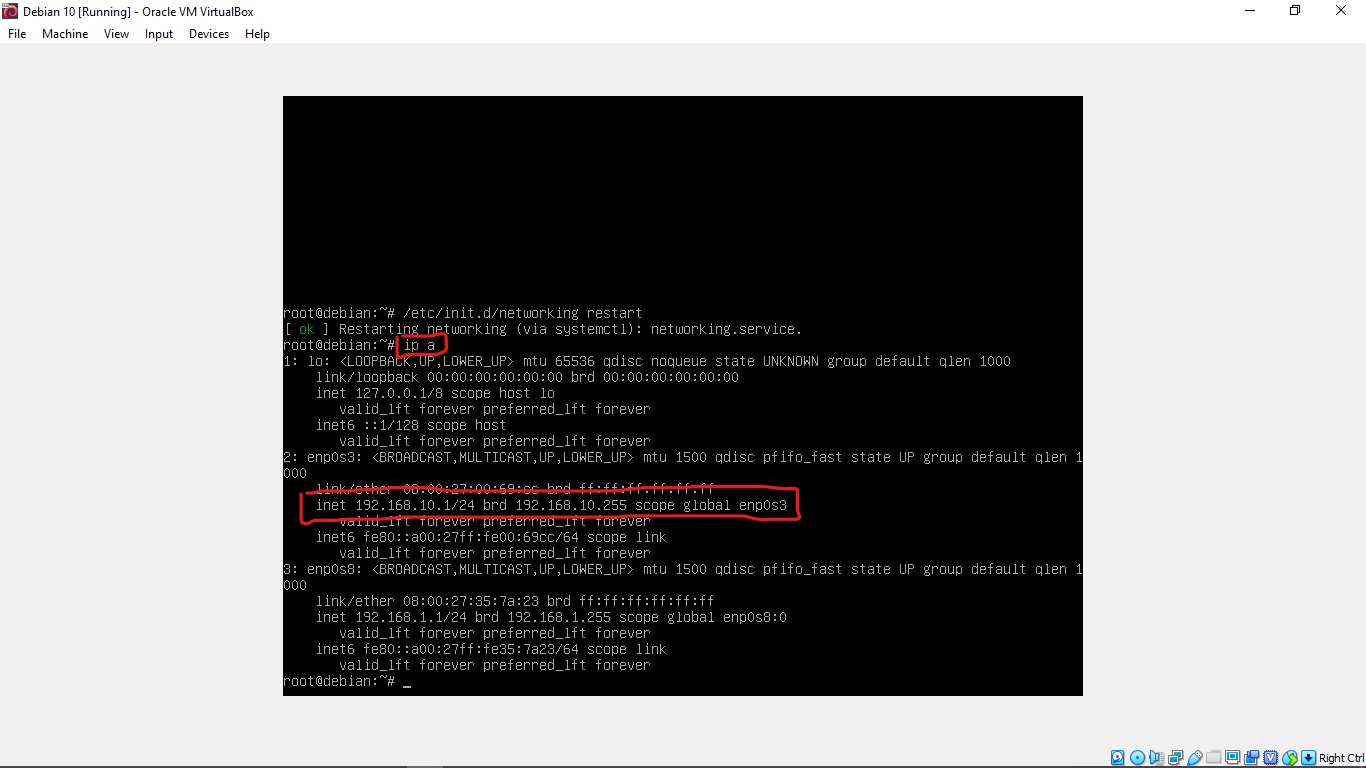 Debian 10 [Running] - Oracle VM VirtualBox
File Machine View Input Devices Help
root@debian:~# /etc/init.d/networking restart
[ ok ] Restarting networking (via systemctl): networking.service.
root@debian:~# ip a
1: lo: <LOOPBACK,UP,LOWER_UP> mtu 65536 qdisc noqueue state UNKNOWN group default qlen 1000
link/loopback 00:00:00:00:00:00 brd 00:00:00:00:00:00
inet 127.0.0.1/8 scope host lo
valid_lft forever preferred_lft forever
inet6 ::1/128 scope host
valid_lft forever preferred_lft forever
2: enp0s3: <BROADCAST,MULTICAST,UP,LOWER_UP> mtu 1500 qdisc pfifo_fast state UP group default qlen 1
000
link/ether 08:00:27:00:69:cc brd ff:ff:ff:ff:ff:ff
inet 192.168.10.1/24 brd 192.168.10.255 scope global enp0s3
valid_lft forever preferred_lft forever
inet6 fe80::a00:27ff:fe00:69cc/64 scope link
valid_lft forever preferred_lft forever
3: enp0s8: <BROADCAST,MULTICAST,UP,LOWER_UP> mtu 1500 qdisc pfifo_fast state UP group default qlen 1
000
link/ether 08:00:27:35:7a:23 brd ff:ff:ff:ff:ff:ff
inet 192.168.1.1/24 brd 192.168.1.255 scope global enp0s8:0
valid_lft forever preferred_lft forever
inet6 fe80::a00:27ff:fe35:7a23/64 scope link
valid_lft forever preferred_lft forever
root@debian:~# _
Right Ctrl